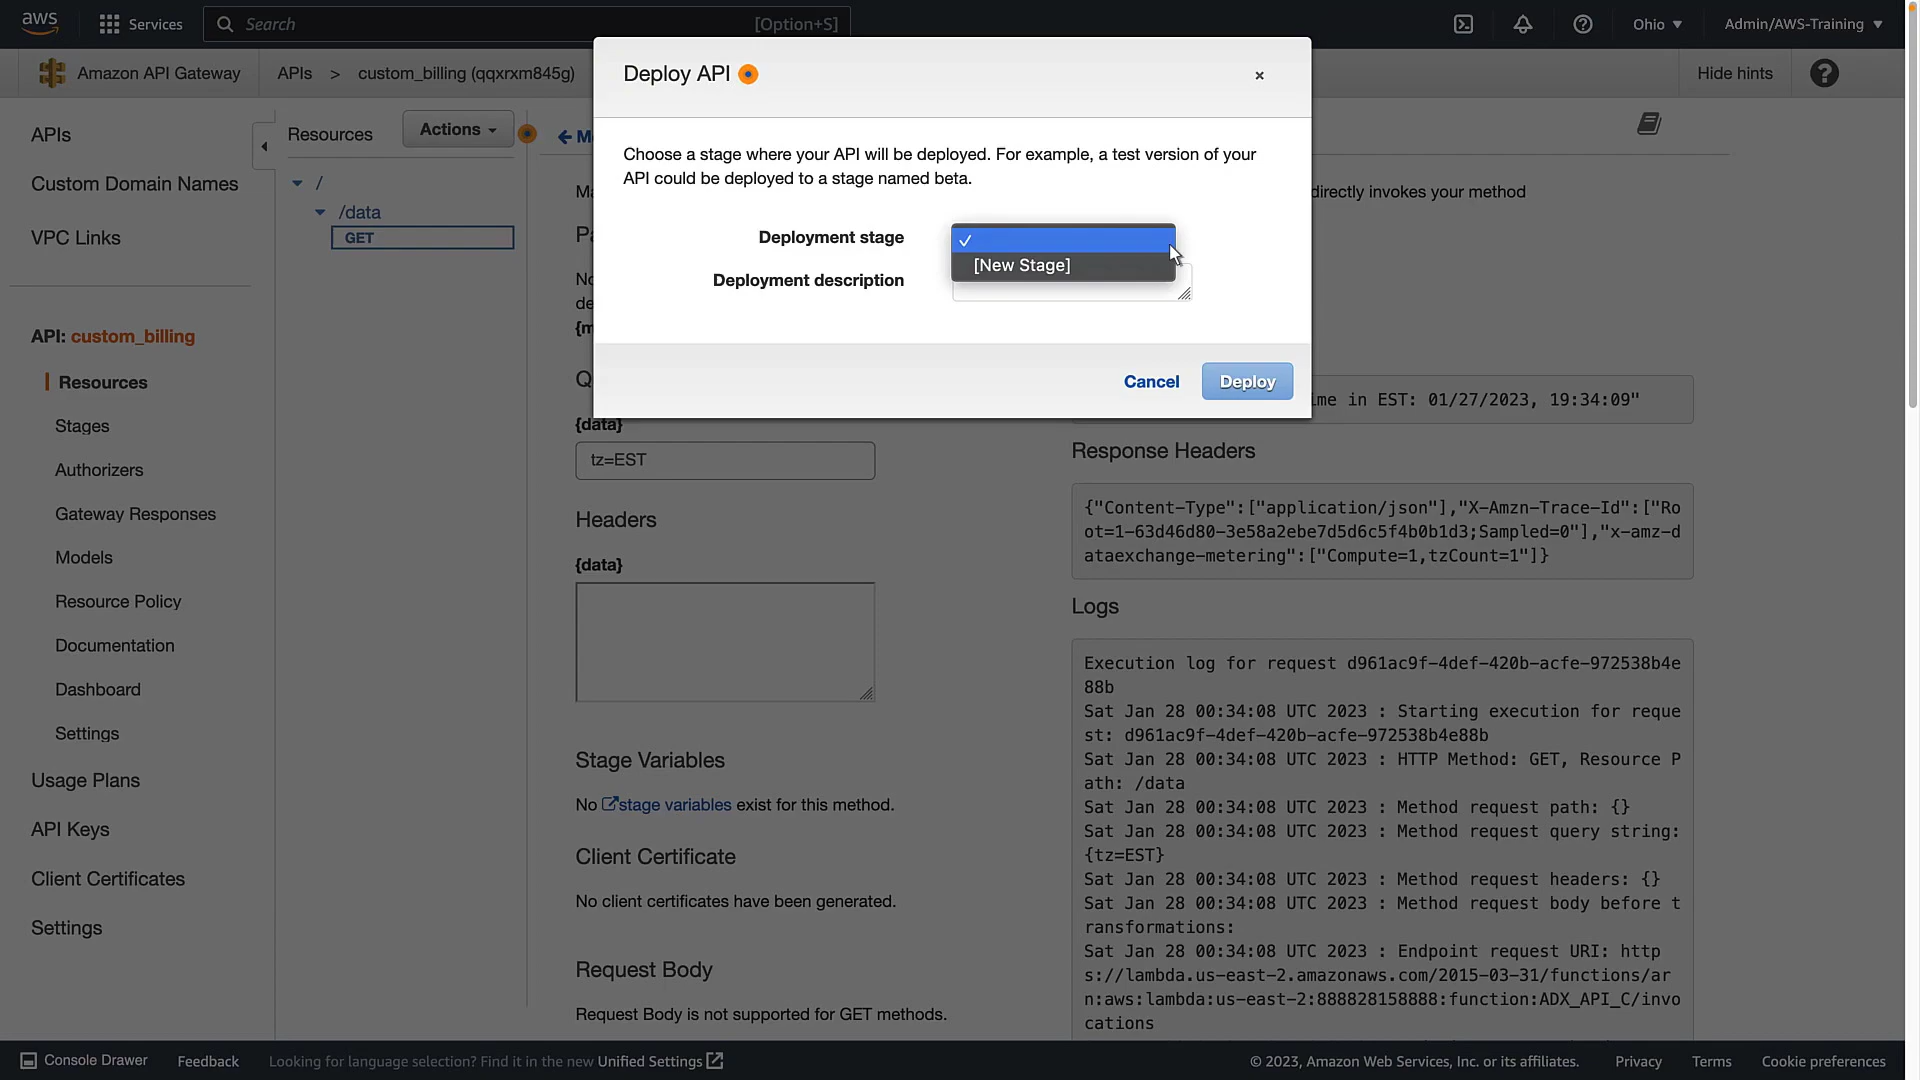 aws
Services
Search
[Option+S]
Ohio
Admin/AWS-Training
Amazon API Gateway
APIs > custom_billing (qqxrxm845g)
Hide hints
Deploy API
×
Choose a stage where your API will be deployed. For example, a test version of your
API could be deployed to a stage named beta.
Deployment stage
✓
[New Stage]
Deployment description
Cancel
Deploy
APIs
Custom Domain Names
VPC Links
API: custom_billing
Resources
Stages
Authorizers
Gateway Responses
Models
Resource Policy
Documentation
Dashboard
Settings
Usage Plans
API Keys
Client Certificates
Settings
Resources
Actions
/
/data
GET
directly invokes your method
{data}
tz=EST
Headers
{data}
Stage Variables
No stage variables exist for this method.
Client Certificate
No client certificates have been generated.
Request Body
Request Body is not supported for GET methods.
me in EST: 01/27/2023, 19:34:09"
Response Headers
{"Content-Type":["application/json"],"X-Amzn-Trace-Id":["Ro
ot=1-63d46d80-3e58a2ebe7d5d6c5f4b0b1d3;Sampled=0"],"x-amz-d
ataexchange-metering":["Compute=1,tzCount=1"]}
Logs
Execution log for request d961ac9f-4def-420b-acfe-972538b4e
88b
Sat Jan 28 00:34:08 UTC 2023 : Starting execution for reque
st: d961ac9f-4def-420b-acfe-972538b4e88b
Sat Jan 28 00:34:08 UTC 2023 : HTTP Method: GET, Resource P
ath: /data
Sat Jan 28 00:34:08 UTC 2023 : Method request path: {}
Sat Jan 28 00:34:08 UTC 2023 : Method request query string:
{tz=EST}
Sat Jan 28 00:34:08 UTC 2023 : Method request headers: {}
Sat Jan 28 00:34:08 UTC 2023 : Method request body before t
ransformations:
Sat Jan 28 00:34:08 UTC 2023 : Endpoint request URI: http
s://lambda.us-east-2.amazonaws.com/2015-03-31/functions/ar
n:aws:lambda:us-east-2:888828158888:function:ADX_API_C/invo
cations
Console Drawer
Feedback
Looking for language selection? Find it in the new Unified Settings
© 2023, Amazon Web Services, Inc. or its affiliates.
Privacy
Terms
Cookie preferences